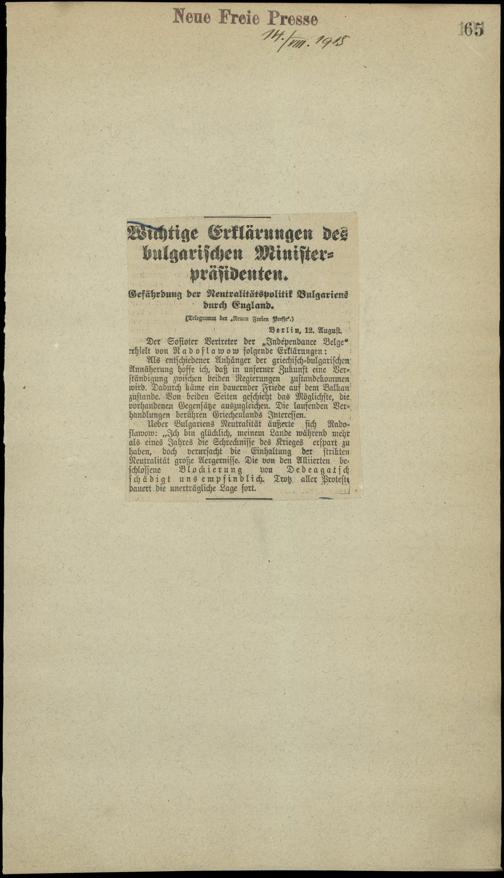 Neue Freie Presse
14./VIII. 1915
165
Wichtige Erklärungen des
bulgarischen Minister-
präsidenten.
Gefährdung der Neutralitätspolitik Bulgariens
durch England.
(Telegramm der „Neuen Freien Presse“.)
Berlin, 12. August.
Der Sofioter Vertreter der „Indépendance Belge“
erhielt von Radoslawow folgende Erklärungen:
Als entschiedener Anhänger der griechisch-bulgarischen
Annäherung hoffe ich, daß in unserer Zukunft eine Ver-
ständigung zwischen beiden Regierungen zustandekommen
wird. Dadurch käme ein dauernder Friede auf dem Balkan
zustande. Von beiden Seiten geschieht das Möglichste, die
vorhandenen Gegensätze auszugleichen. Die laufenden Ver-
handlungen berühren Griechenlands Interessen.
Ueber Bulgariens Neutralität äußerte sich Rado-
slawow: „Ich bin glücklich, meinem Lande während mehr
als eines Jahres die Schrecknisse des Krieges erspart zu
haben, doch verursacht die Einhaltung der strikten
Neutralität große Aergernisse. Die von den Alliierten be-
schlossene Blockierung von Dedeagatsch
schädigt uns empfindlich. Trotz aller Proteste
dauert die unerträgliche Lage fort.